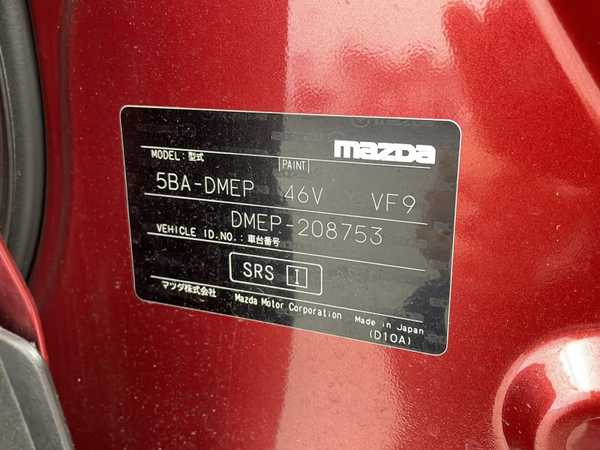 mazda
MODEL: 型式 PAINT
5BA-DMEP 46V VF9
DMEP-208753
VEHICLE ID.NO.: 車台番号
SRS I
マツダ株式会社 Mazda Motor Corporation Made in Japan
(D10A)